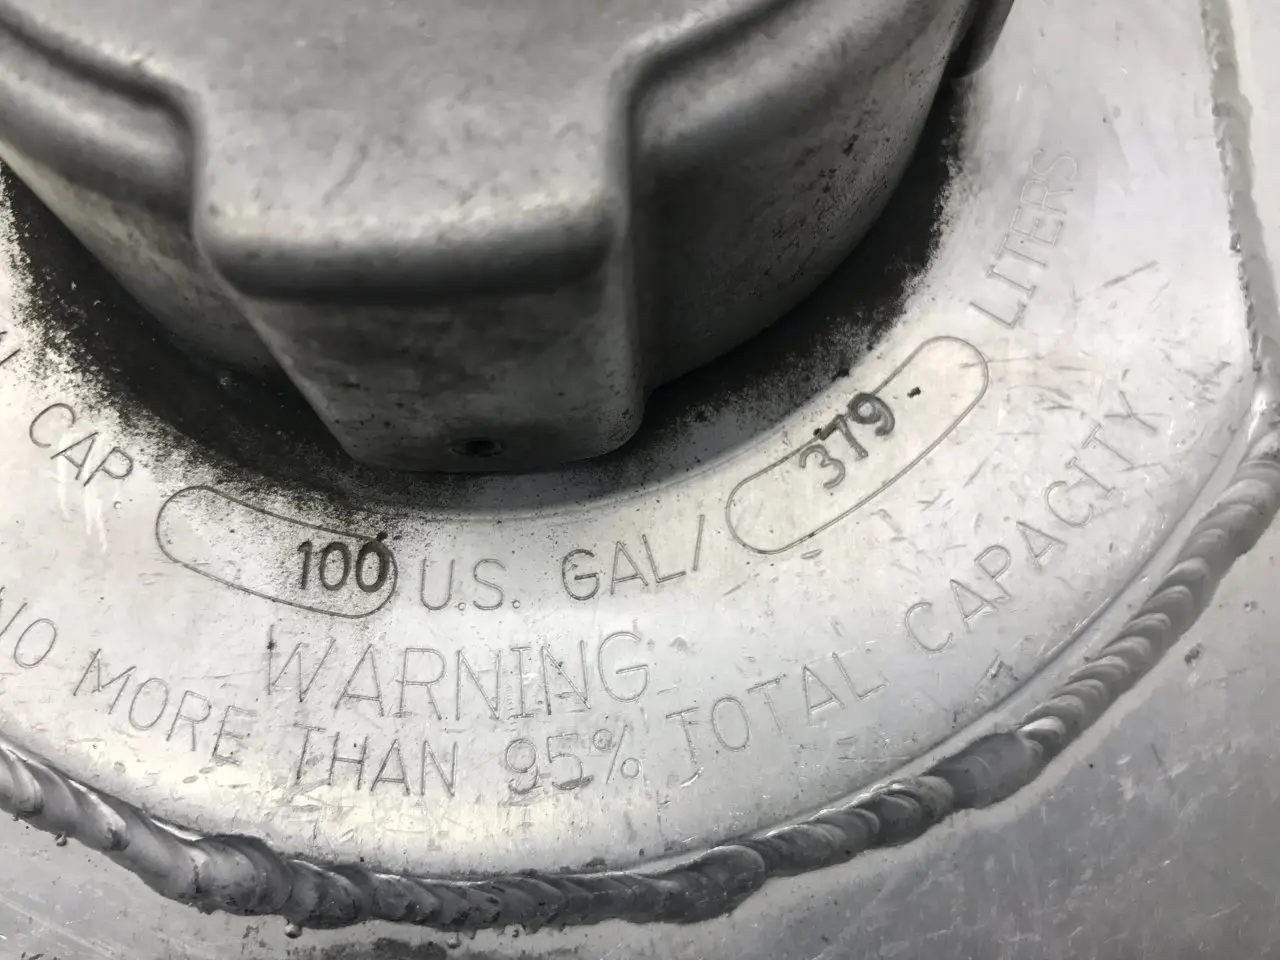 CAP 100 U.S. GAL/ 379 LITERS
WARNING
NO MORE THAN 95% TOTAL CAPACITY